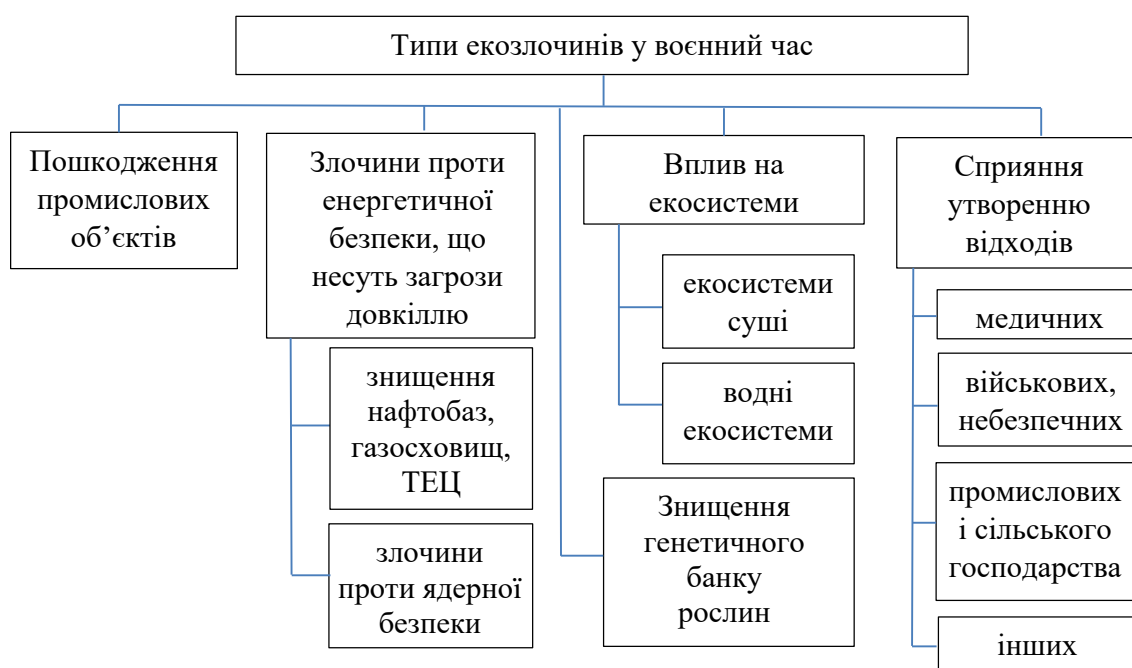 Типи екозлочинів у воєнний час
Пошкодження
промислових
об’єктів
Злочини проти
енергетичної
безпеки, що
несуть загрози
довкіллю
знищення
нафтобаз,
газосховищ,
ТЕЦ
злочини
проти ядерної
безпеки
Вплив на
екосистеми
екосистеми
суші
водні
екосистеми
Знищення
генетичного
банку
рослин
Сприяння
утворенню
відходів
медичних
військових,
небезпечних
промислових
і сільського
господарства
інших